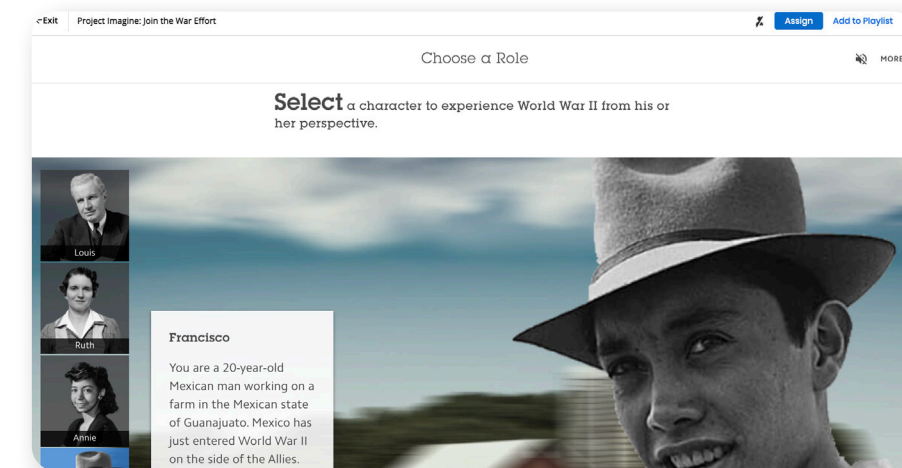 Exit Project Imagine: Join the War Effort Assign Add to Playlist
Choose a Role MORE
Select a character to experience World War II from his or
her perspective.
Louis
Ruth
Annie
Francisco
You are a 20-year-old
Mexican man working on a
farm in the Mexican state
of Guanajuato. Mexico has
just entered World War II
on the side of the Allies.